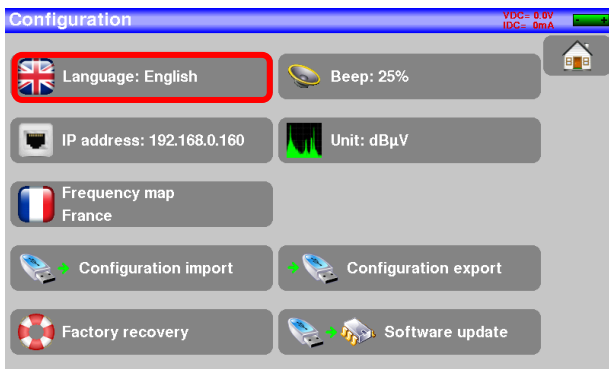 Configuration
VDC= 0.0V
IDC= 0mA
- +
Language: English
Beep: 25%
IP address: 192.168.0.160
Unit: dBµV
Frequency map
France
Configuration import
Configuration export
Factory recovery
Software update